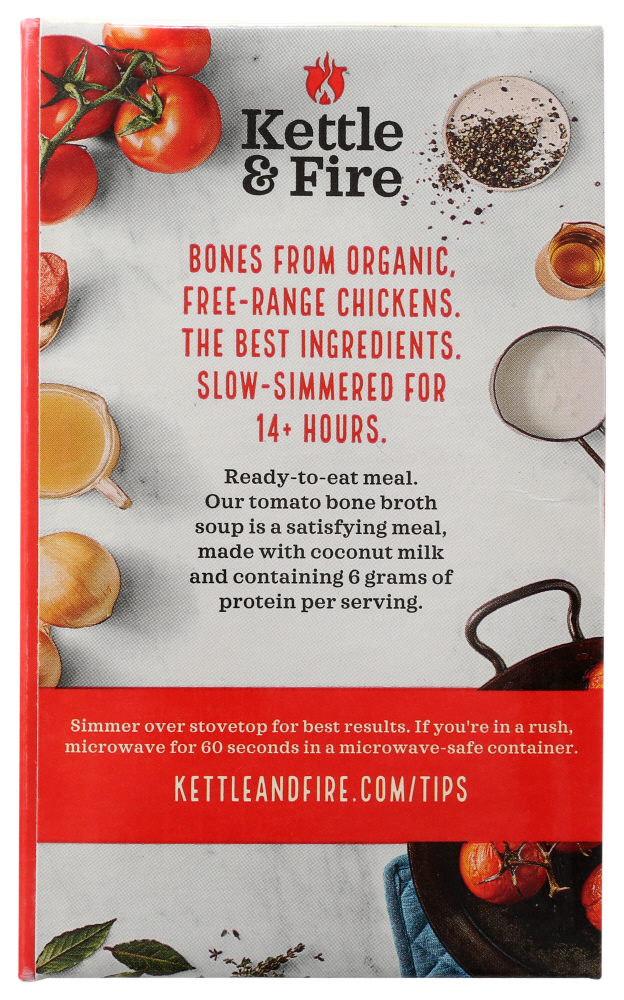 Kettle
& Fire
BONES FROM ORGANIC,
FREE-RANGE CHICKENS.
THE BEST INGREDIENTS.
SLOW-SIMMERED FOR
14+ HOURS.
Ready-to-eat meal.
Our tomato bone broth
soup is a satisfying meal,
made with coconut milk
and containing 6 grams of
protein per serving.
Simmer over stovetop for best results. If you're in a rush,
microwave for 60 seconds in a microwave-safe container.
KETTLEANDFIRE.COM/TIPS